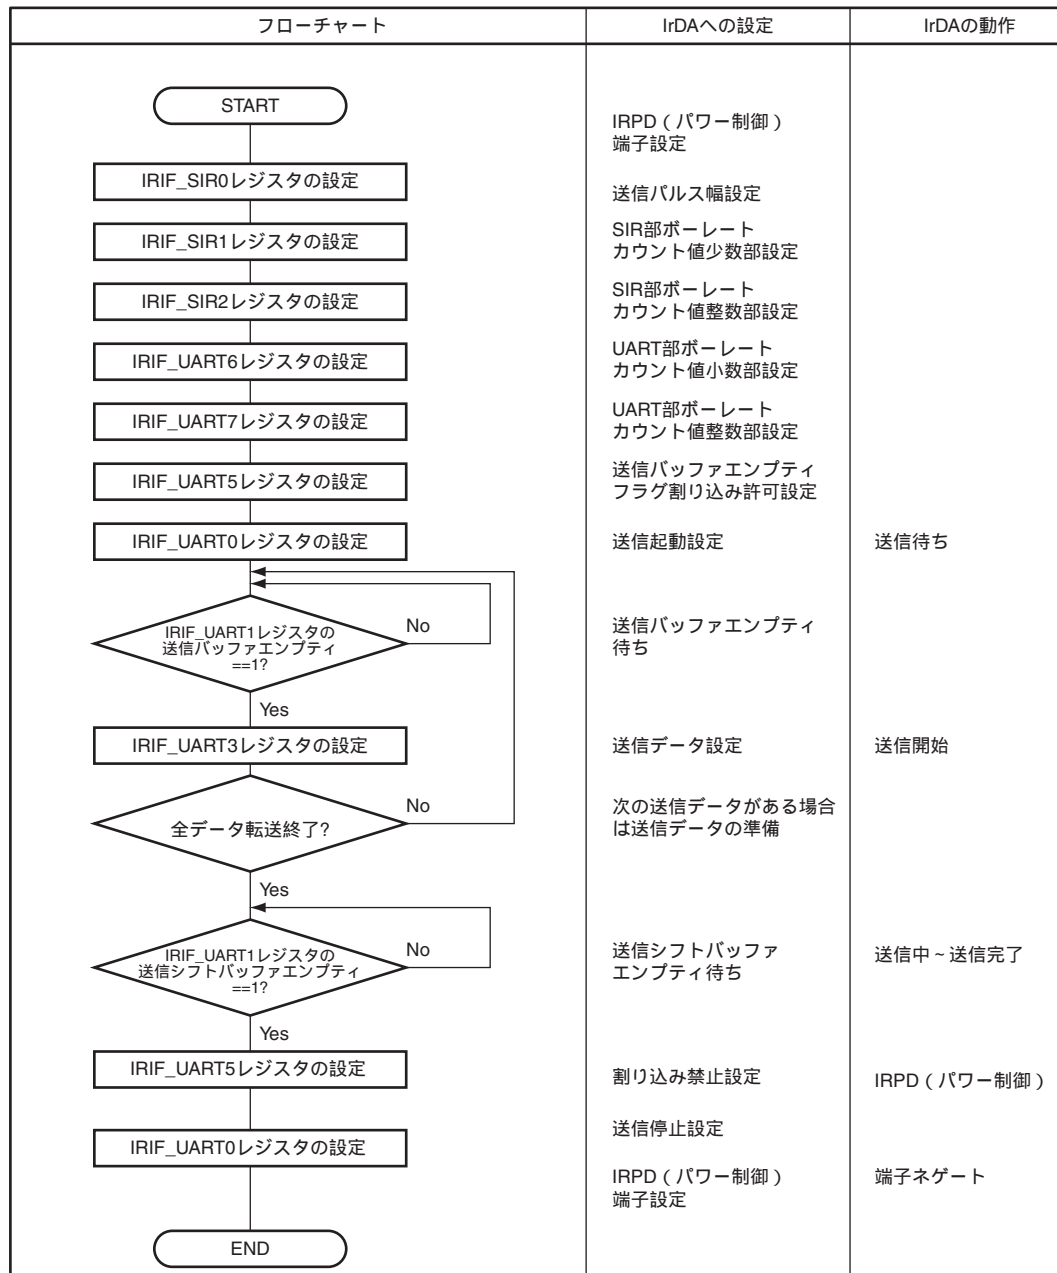 フローチャート
IrDAへの設定
IrDAの動作
START
IRPD（パワー制御）
端子設定
IRIF_SIR0レジスタの設定
送信パルス幅設定
IRIF_SIR1レジスタの設定
SIR部ボーレート
カウント値少数部設定
IRIF_SIR2レジスタの設定
SIR部ボーレート
カウント値整数部設定
IRIF_UART6レジスタの設定
UART部ボーレート
カウント値小数部設定
IRIF_UART7レジスタの設定
UART部ボーレート
カウント値整数部設定
IRIF_UART5レジスタの設定
送信バッファエンプティ
フラグ割り込み許可設定
IRIF_UART0レジスタの設定
送信起動設定
送信待ち
IRIF_UART1レジスタの
送信バッファエンプティ
==1?
No
送信バッファエンプティ
待ち
Yes
IRIF_UART3レジスタの設定
送信データ設定
送信開始
全データ転送終了?
No
次の送信データがある場合
は送信データの準備
Yes
IRIF_UART1レジスタの
送信シフトバッファエンプティ
==1?
No
送信シフトバッファ
エンプティ待ち
送信中～送信完了
Yes
IRIF_UART5レジスタの設定
割り込み禁止設定
IRPD（パワー制御）
IRIF_UART0レジスタの設定
送信停止設定
IRPD（パワー制御）
端子設定
端子ネゲート
END